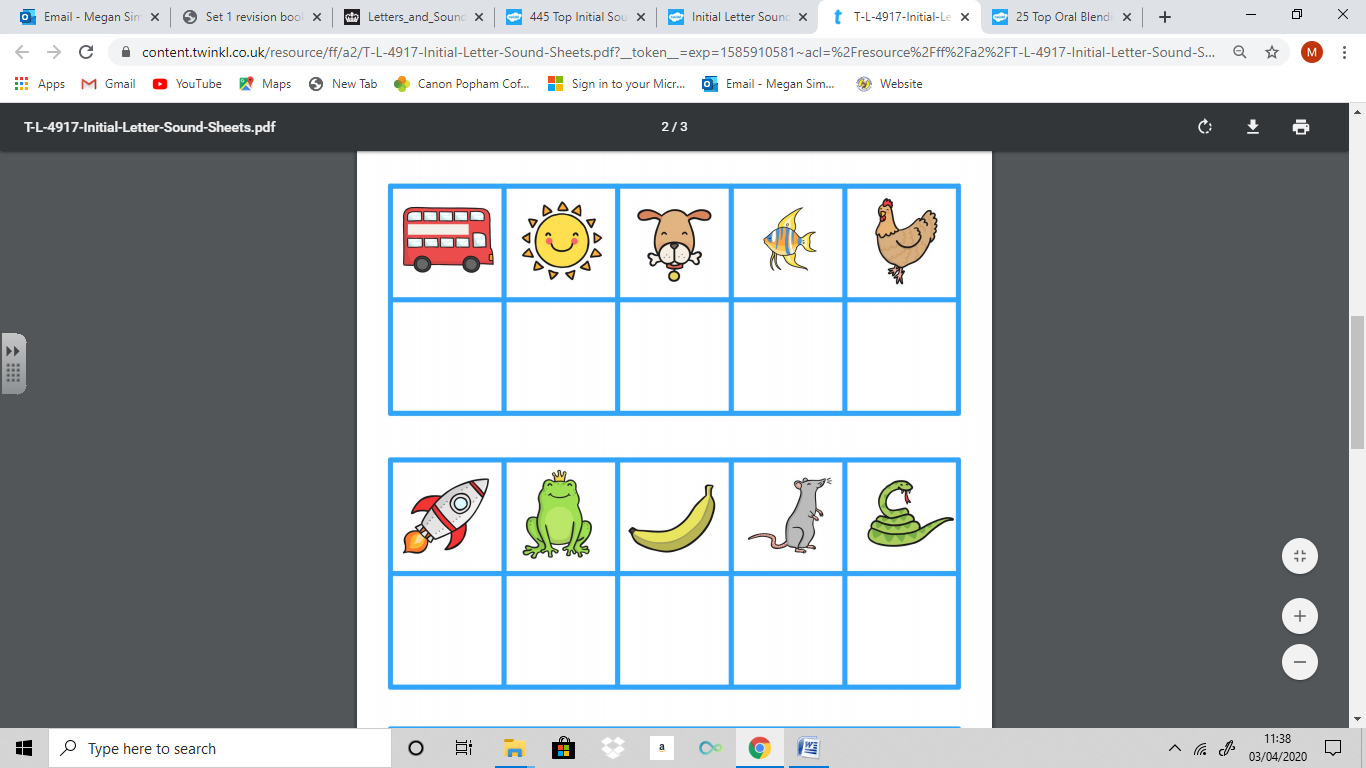 Email - Megan Sim
Set 1 revision boo
Letters_and_Sound
445 Top Initial Sou
Initial Letter Sound
T-L-4917-Initial-Le
25 Top Oral Blendi
content.twinkl.co.uk/resource/ff/a2/T-L-4917-Initial-Letter-Sound-Sheets.pdf?__token__=exp=1585910581~acl=%2Fresource%2Fff%2Fa2%2FT-L-4917-Initial-Letter-Sound-S...
M
Apps
Gmail
YouTube
Maps
New Tab
Canon Popham Cof...
Sign in to your Micr...
Email - Megan Sim...
Website
T-L-4917-Initial-Letter-Sound-Sheets.pdf
2 / 3
Type here to search
a
11:38
03/04/2020